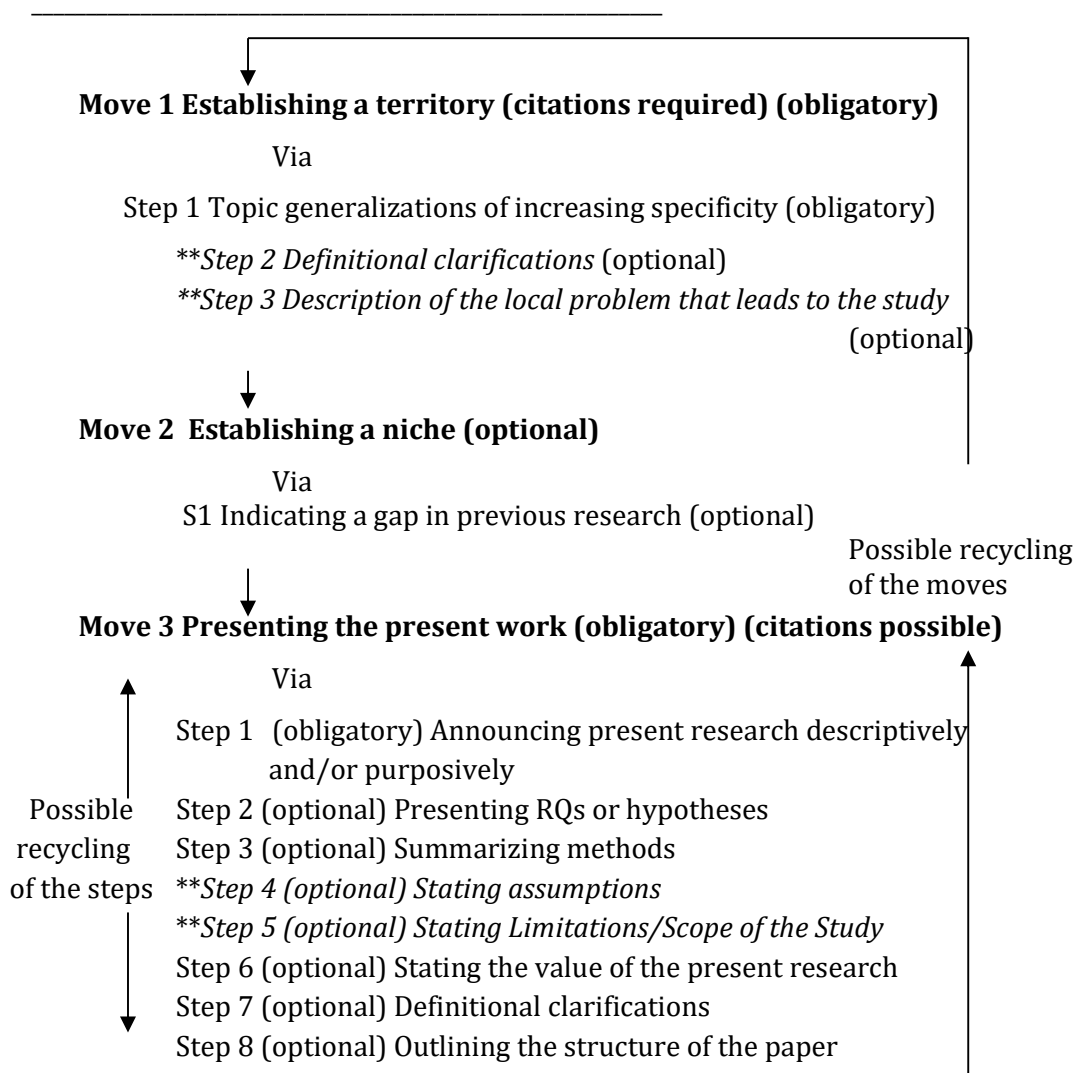 Move 1 Establishing a territory (citations required) (obligatory)
Via
Step 1 Topic generalizations of increasing specificity (obligatory)
**Step 2 Definitional clarifications (optional)
**Step 3 Description of the local problem that leads to the study
(optional)
Move 2 Establishing a niche (optional)
Via
S1 Indicating a gap in previous research (optional)
Possible recycling
of the moves
Move 3 Presenting the present work (obligatory) (citations possible)
Via
Step 1 (obligatory) Announcing present research descriptively
and/or purposively
Step 2 (optional) Presenting RQs or hypotheses
Step 3 (optional) Summarizing methods
**Step 4 (optional) Stating assumptions
**Step 5 (optional) Stating Limitations/Scope of the Study
Step 6 (optional) Stating the value of the present research
Step 7 (optional) Definitional clarifications
Step 8 (optional) Outlining the structure of the paper
Possible
recycling
of the steps